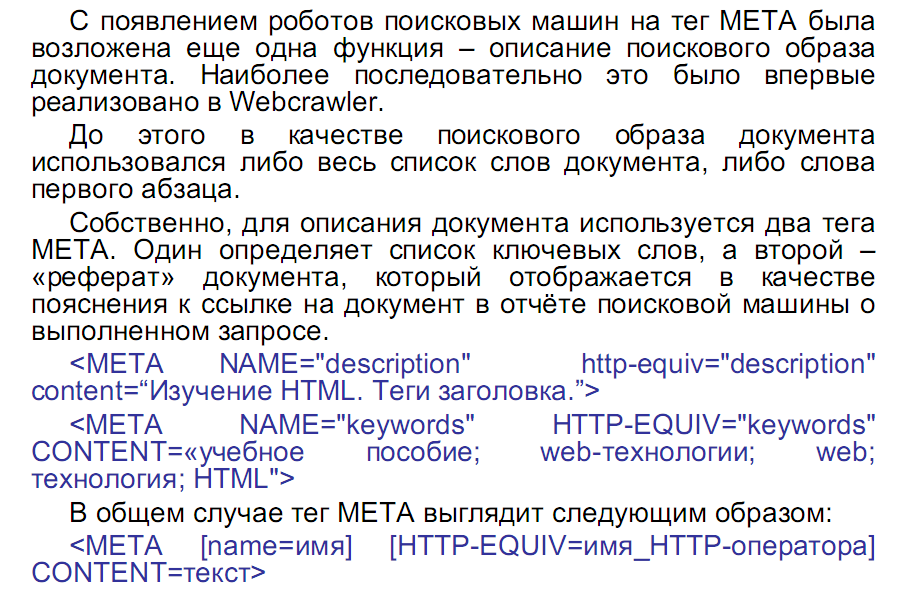 С появлением роботов поисковых машин на тег META была
возложена еще одна функция – описание поискового образа
документа. Наиболее последовательно это было впервые
реализовано в Webcrawler.
До этого в качестве поискового образа документа
использовался либо весь список слов документа, либо слова
первого абзаца.
Собственно, для описания документа используется два тега
META. Один определяет список ключевых слов, а второй –
«реферат» документа, который отображается в качестве
пояснения к ссылке на документ в отчёте поисковой машины о
выполненном запросе.
<META NAME="description" http-equiv="description"
content=“Изучение HTML. Теги заголовка.”>
<META NAME="keywords" HTTP-EQUIV="keywords"
CONTENT=«учебное пособие; web-технологии; web;
технология; HTML">
В общем случае тег META выглядит следующим образом:
<META [name=имя] [HTTP-EQUIV=имя_HTTP-оператора]
CONTENT=текст>